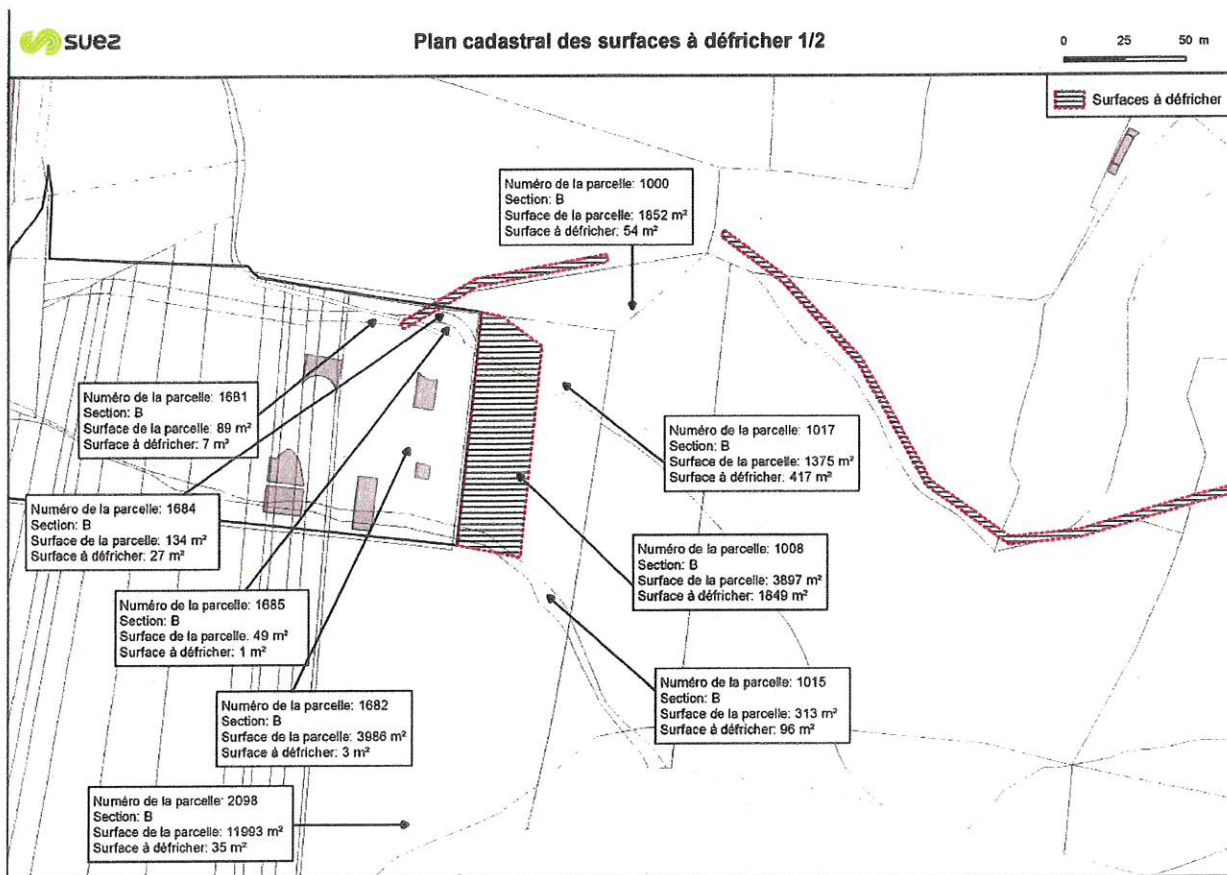 suez
Plan cadastral des surfaces à défricher 1/2
0 25 50 m
Surfaces à défricher
Numéro de la parcelle: 1000
Section: B
Surface de la parcelle: 1852 m²
Surface à défricher: 54 m²
Numéro de la parcelle: 1681
Section: B
Surface de la parcelle: 89 m²
Surface à défricher: 7 m²
Numéro de la parcelle: 1017
Section: B
Surface de la parcelle: 1375 m²
Surface à défricher: 417 m²
Numéro de la parcelle: 1684
Section: B
Surface de la parcelle: 134 m²
Surface à défricher: 27 m²
Numéro de la parcelle: 1008
Section: B
Surface de la parcelle: 3897 m²
Surface à défricher: 1849 m²
Numéro de la parcelle: 1685
Section: B
Surface de la parcelle: 49 m²
Surface à défricher: 1 m²
Numéro de la parcelle: 1015
Section: B
Surface de la parcelle: 313 m²
Surface à défricher: 96 m²
Numéro de la parcelle: 1682
Section: B
Surface de la parcelle: 3986 m²
Surface à défricher: 3 m²
Numéro de la parcelle: 2098
Section: B
Surface de la parcelle: 11993 m²
Surface à défricher: 35 m²